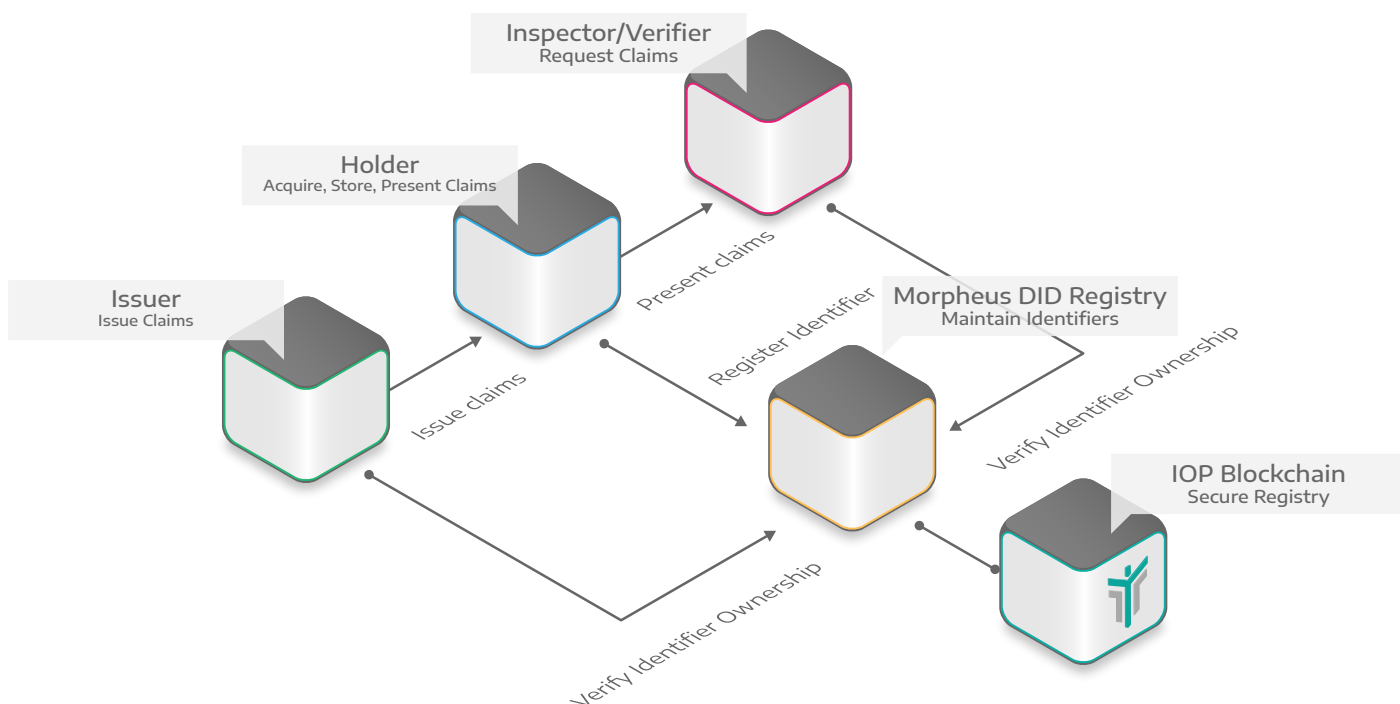 Inspector/Verifier
Request Claims
Holder
Acquire, Store, Present Claims
Present claims
Issuer
Issue Claims
Morpheus DID Registry
Maintain Identifiers
Register Identifier
Issue claims
Verify Identifier Ownership
IOP Blockchain
Secure Registry
Verify Identifier Ownership